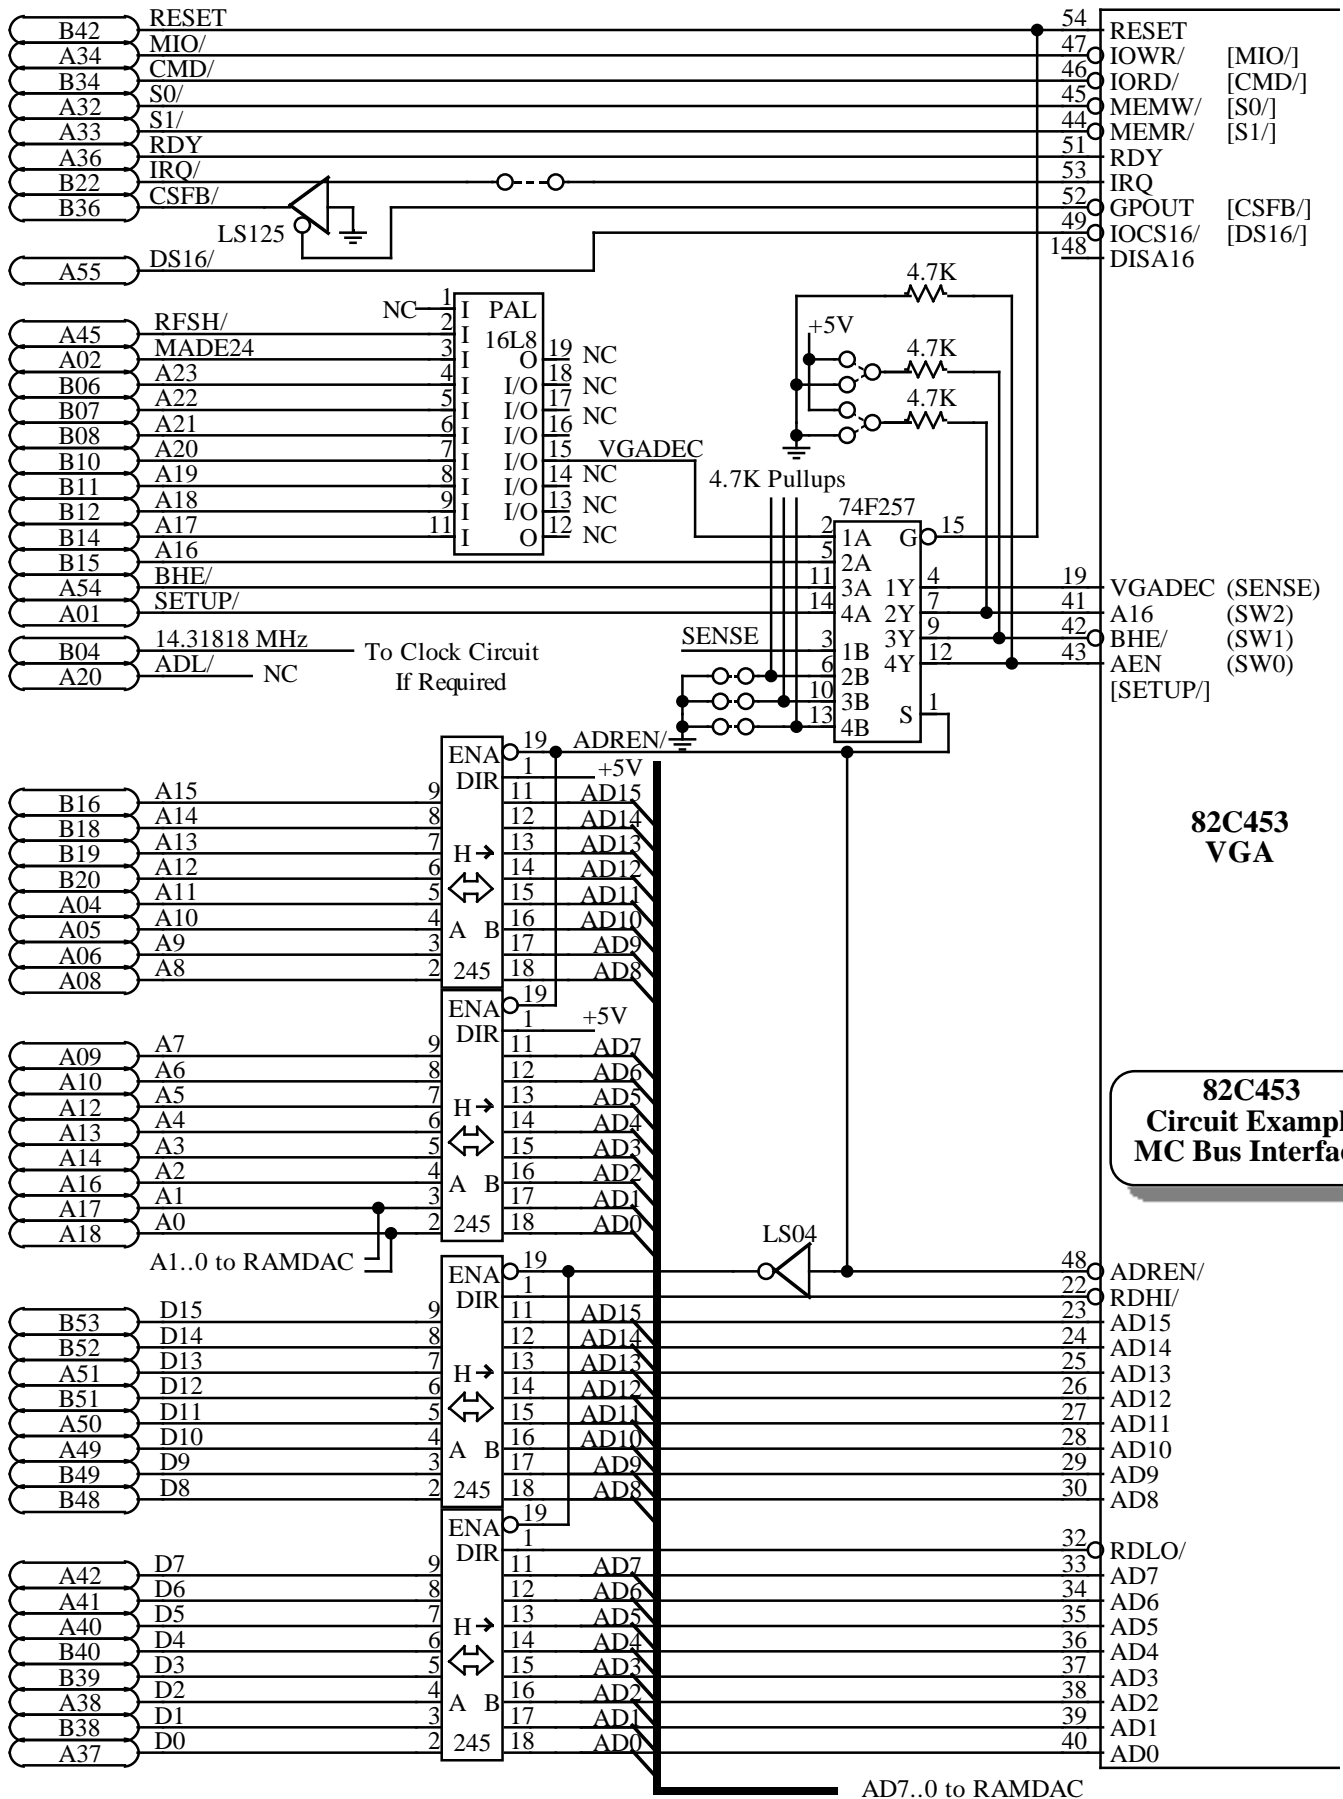 B42 RESET 54 RESET
A34 MIO/ 47 IOWR/ [MIO/]
B34 CMD/ 46 IORD/ [CMD/]
A32 S0/ 45 MEMW/ [S0/]
A33 S1/ 44 MEMR/ [S1/]
A36 RDY 51 RDY
B22 IRQ/ 53 IRQ
B36 CSFB/ 52 GPOUT [CSFB/]
LS125 49 IOCS16/ [DS16/]
A55 DS16/ 148 DISA16
4.7K
NC 1 I PAL
A45 RFSH/ 2 I 16L8 +5V
A02 MADE24 3 I O 19 NC 4.7K
B06 A23 4 I I/O 18 NC
B07 A22 5 I I/O 17 NC 4.7K
B08 A21 6 I I/O 16
B10 A20 7 I I/O 15 VGADEC
B11 A19 8 I I/O 14 NC 4.7K Pullups
B12 A18 9 I I/O 13 NC 74F257
B14 A17 11 I O 12 NC 2 1A G 15
B15 A16 5 2A
A54 BHE/ 11 3A 1Y 4 19 VGADEC (SENSE)
A01 SETUP/ 14 4A 2Y 7 41 A16 (SW2)
3Y 9 42 BHE/ (SW1)
B04 14.31818 MHz To Clock Circuit SENSE 3 1B 4Y 12 43 AEN (SW0)
A20 ADL/ NC If Required 6 2B [SETUP/]
10 3B S 1
13 4B
ENA 19 ADREN/
DIR 1 +5V
B16 A15 9 11 AD15
B18 A14 8 12 AD14
B19 A13 7 H 13 AD13
B20 A12 6 14 AD12
A04 A11 5 15 AD11
A05 A10 4 A B 16 AD10
A06 A9 3 17 AD9
A08 A8 2 245 18 AD8
82C453
VGA
ENA 19
DIR 1 +5V
A09 A7 9 11 AD7
A10 A6 8 12 AD6
A12 A5 7 H 13 AD5
A13 A4 6 14 AD4
A14 A3 5 15 AD3
A16 A2 4 A B 16 AD2
A17 A1 3 17 AD1
A18 A0 2 245 18 AD0
82C453
Circuit Exampl
MC Bus Interfa
A1..0 to RAMDAC
LS04
ENA 19 48 ADREN/
DIR 1 22 RDHI/
B53 D15 9 11 AD15 23 AD15
B52 D14 8 12 AD14 24 AD14
A51 D13 7 H 13 AD13 25 AD13
B51 D12 6 14 AD12 26 AD12
A50 D11 5 15 AD11 27 AD11
A49 D10 4 A B 16 AD10 28 AD10
B49 D9 3 17 AD9 29 AD9
B48 D8 2 245 18 AD8 30 AD8
ENA 19
DIR 1 32 RDLO/
A42 D7 9 11 AD7 33 AD7
A41 D6 8 12 AD6 34 AD6
A40 D5 7 H 13 AD5 35 AD5
B40 D4 6 14 AD4 36 AD4
B39 D3 5 15 AD3 37 AD3
A38 D2 4 A B 16 AD2 38 AD2
B38 D1 3 17 AD1 39 AD1
A37 D0 2 245 18 AD0 40 AD0
AD7..0 to RAMDAC